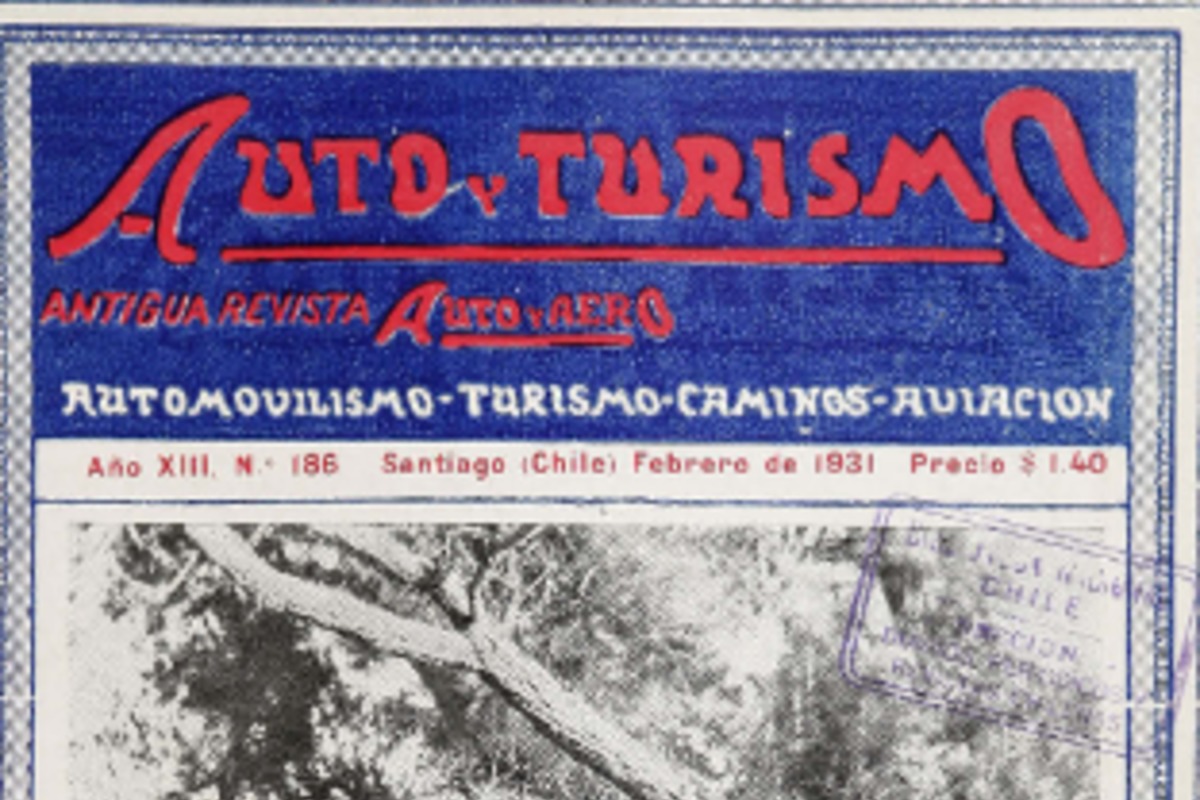 AUTO Y TURISMO
ANTIGUA REVISTA AUTO Y AERO
AUTOMOVILISMO-TURISMO-CAMINOS-AVIACION
Año XIII. N.° 186 Santiago (Chile) Febrero de 1931 Precio $ 1.40
CHILE